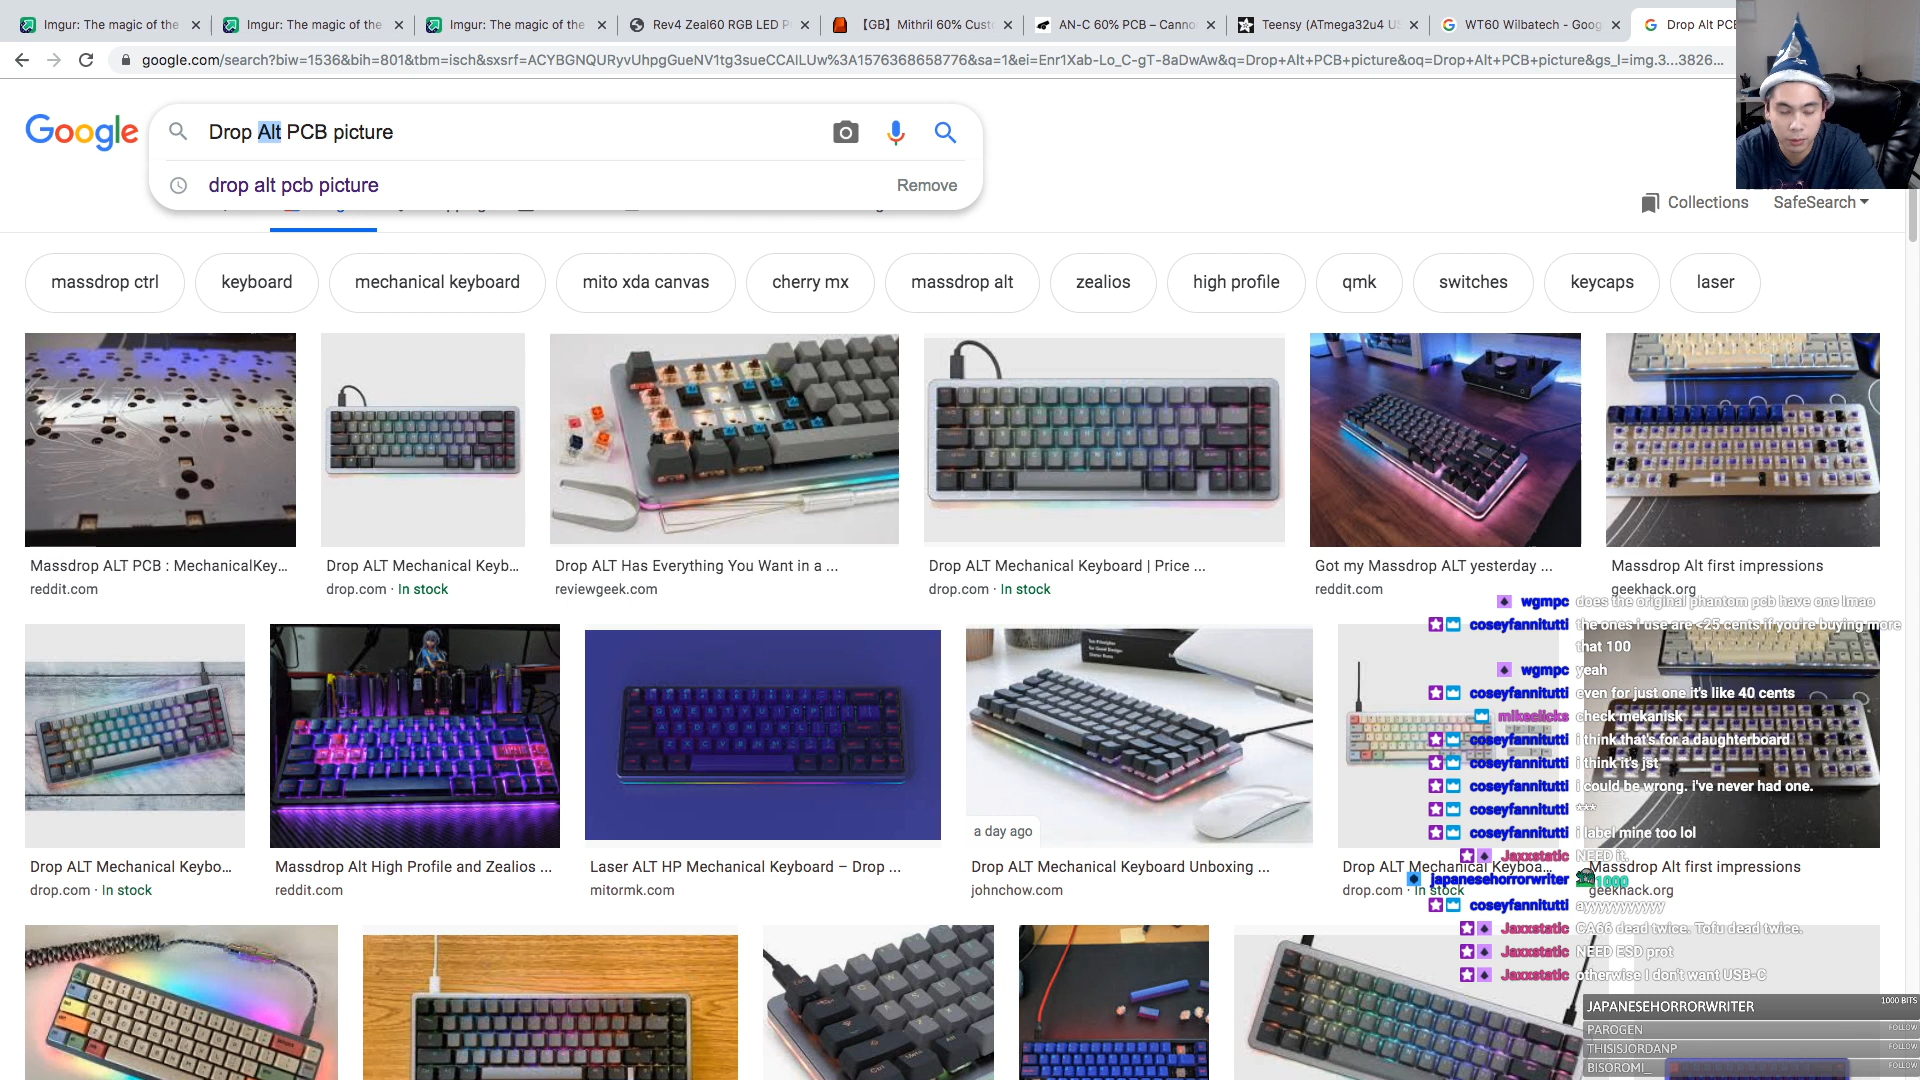 Imgur: The magic of the
Imgur: The magic of the
Imgur: The magic of the
Rev4 Zeal60 RGB LED P
【GB】Mithril 60% Cust
AN-C 60% PCB – Canno
Teensy (ATmega32u4 U
WT60 Wilbatech - Goog
Drop Alt PCB
google.com/search?biw=1536&bih=801&tbm=isch&sxsrf=ACYBGNQURyvUhpgGueNV1tg3sueCCAlLUw%3A1576368658776&sa=1&ei=Enr1Xab-Lo_C-gT-8aDwAw&q=Drop+Alt+PCB+picture&oq=Drop+Alt+PCB+picture&gs_l=img.3...3826...
Google
Drop Alt PCB picture
drop alt pcb picture
Remove
Collections
SafeSearch
massdrop ctrl
keyboard
mechanical keyboard
mito xda canvas
cherry mx
massdrop alt
zealios
high profile
qmk
switches
keycaps
laser
Massdrop ALT PCB : MechanicalKey...
reddit.com
Drop ALT Mechanical Keyb...
drop.com · In stock
Drop ALT Has Everything You Want in a ...
reviewgeek.com
Drop ALT Mechanical Keyboard | Price ...
drop.com · In stock
Got my Massdrop ALT yesterday ...
reddit.com
Massdrop Alt first impressions
geekhack.org
a day ago
Drop ALT Mechanical Keybo...
drop.com · In stock
Massdrop Alt High Profile and Zealios ...
reddit.com
Laser ALT HP Mechanical Keyboard – Drop ...
mitormk.com
Drop ALT Mechanical Keyboard Unboxing ...
johnchow.com
Drop ALT Mechanical Keyboa...
drop.com · In stock
Massdrop Alt first impressions
geekhack.org
wgmpc does the original phantom pcb have one lmao
coseyfannitutti the ones i use are <25 cents if you're buying more
that 100
wgmpc yeah
coseyfannitutti even for just one it's like 40 cents
mikeclicks check mekanisk
coseyfannitutti i think that's for a daughterboard
coseyfannitutti i think it's jst
coseyfannitutti i could be wrong. i've never had one.
coseyfannitutti ***
coseyfannitutti i label mine too lol
Jaxxstatic NEED it.
japanesehorrorwriter 1000
coseyfannitutti ayyyyyyyyyyy
Jaxxstatic CA66 dead twice. Tofu dead twice.
Jaxxstatic NEED ESD prot
Jaxxstatic otherwise I don't want USB-C
JAPANESEHORRORWRITER 1000 BITS
PAROGEN FOLLOW
THISISJORDANP FOLLOW
BISOROMI_ FOLLOW